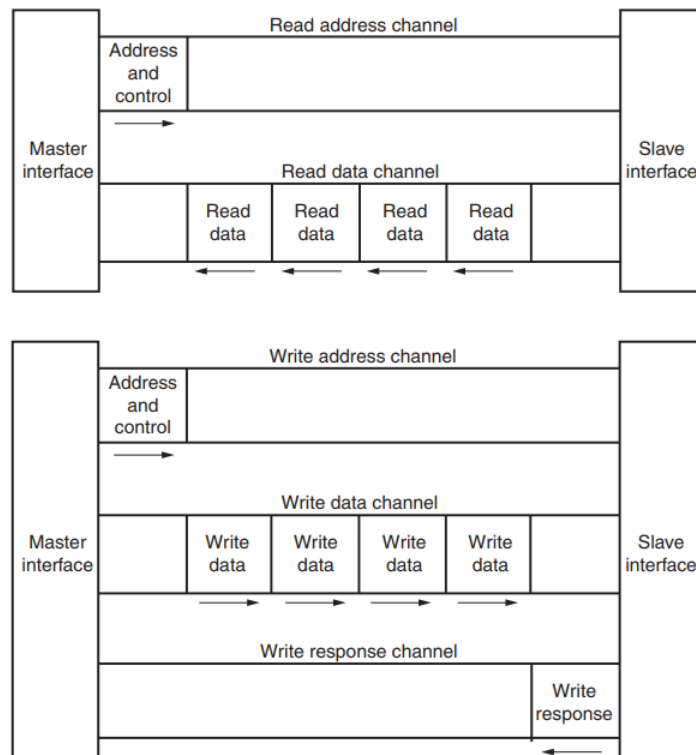 Read address channel
Address
and
control
Master
interface
Slave
interface
Read data channel
Read
data
Read
data
Read
data
Read
data
Write address channel
Address
and
control
Write data channel
Master
interface
Write
data
Write
data
Write
data
Write
data
Slave
interface
Write response channel
Write
response